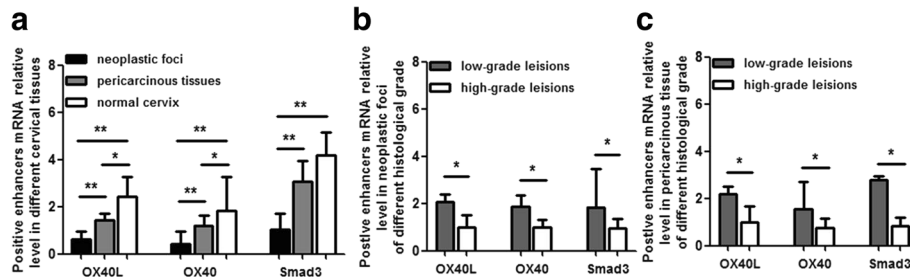 a
Positive enhancers mRNA relative
level in different cervical tissues
8
6
4
2
0
neoplastic foci
pericarcinous tissues
normal cervix
**
*
**
**
*
**
**
**
OX40L
OX40
Smad3
b
Postive enhancers mRNA relative
level in neoplastic foci
of different histological grade
8
6
4
2
0
low-grade leisions
high-grade leisions
*
*
*
OX40L
OX40
Smad3
c
Postive enhancers mRNA relative
level in pericarcinous tissue
of different histological grade
8
6
4
2
0
low-grade leisions
high-grade leisions
*
*
*
OX40L
OX40
Smad3